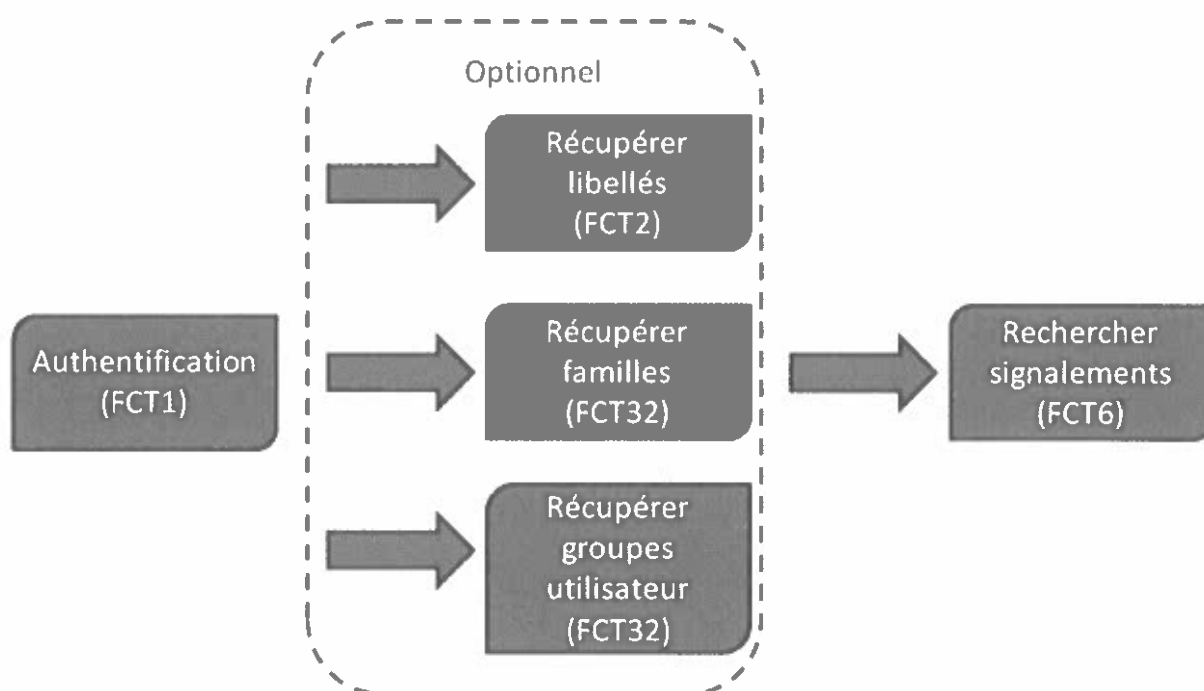 Optionnel
Récupérer
libellés
(FCT2)
Authentification
(FCT1)
Récupérer
familles
(FCT32)
Rechercher
signalements
(FCT6)
Récupérer
groupes
utilisateur
(FCT32)